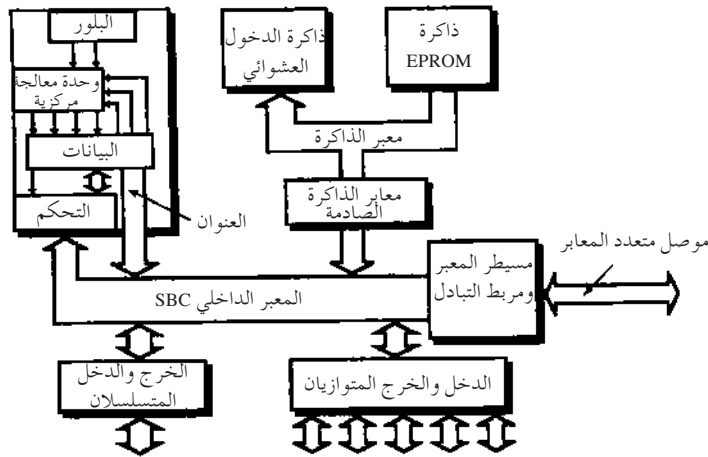 البلور
وحدة معالجة
مركزية
البيانات
التحكم
العنوان
ذاكرة الدخول
العشوائي
ذاكرة
EPROM
معبر الذاكرة
معابر الذاكرة
الصادمة
مسيطر المعبر
ومربط التبادل
موصل متعدد المعابر
المعبر الداخلي SBC
الخرج والدخل
المتسلسلان
الدخل والخرج المتوازيان